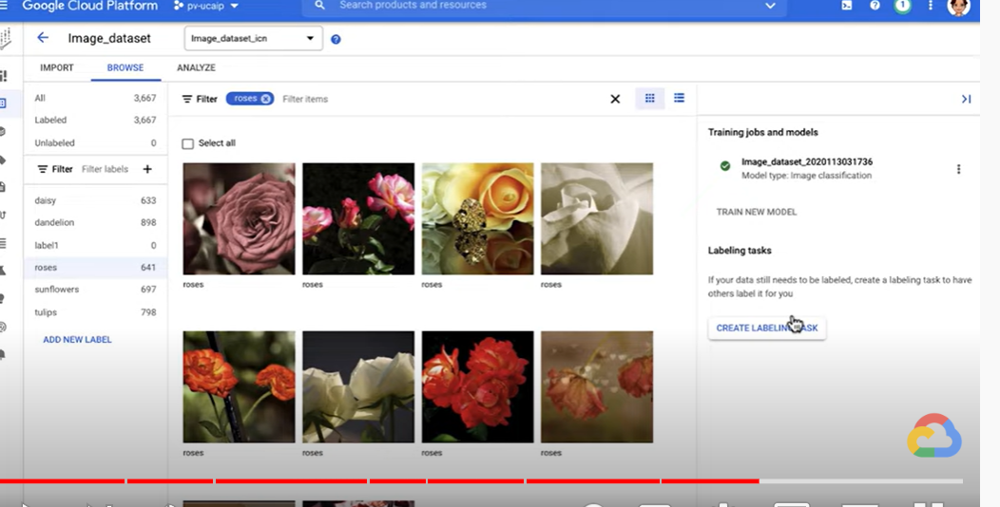 Google Cloud Platform
pv-ucaip
Search products and resources
1
Image_dataset
Image_dataset_icn
IMPORT
BROWSE
ANALYZE
All 3,667
Labeled 3,667
Unlabeled 0
Filter Filter labels
daisy 633
dandelion 898
label1 0
roses 641
sunflowers 697
tulips 798
ADD NEW LABEL
Filter roses Filter items
Select all
roses
roses
roses
roses
roses
roses
roses
roses
Training jobs and models
Image_dataset_2020113031736
Model type: Image classification
TRAIN NEW MODEL
Labeling tasks
If your data still needs to be labeled, create a labeling task to have
others label it for you
CREATE LABELING TASK